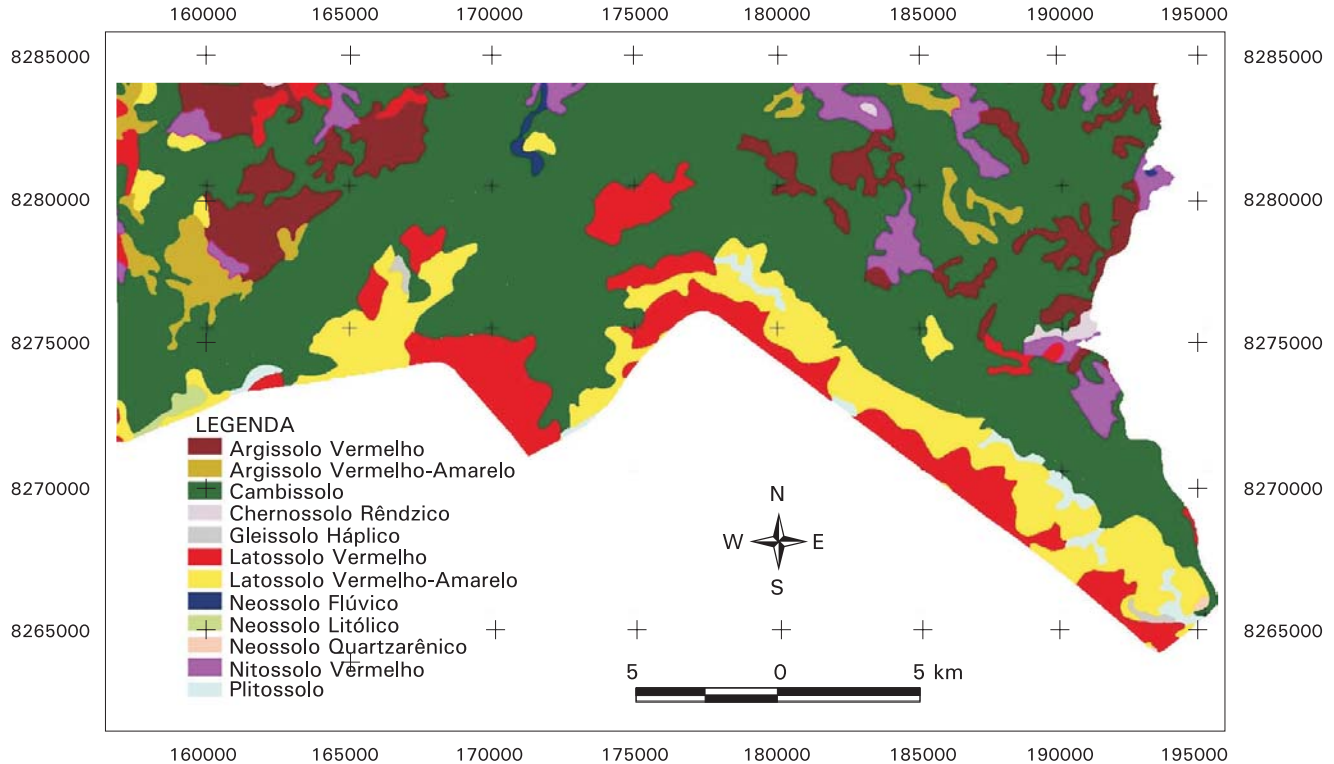 160000 165000 170000 175000 180000 185000 190000 195000
8285000 8285000
8280000 8280000
8275000 8275000
LEGENDA
Argissolo Vermelho
Argissolo Vermelho-Amarelo
8270000 Cambissolo 8270000
Chernossolo Rêndzico
Gleissolo Háplico
Latossolo Vermelho
Latossolo Vermelho-Amarelo
Neossolo Flúvico
Neossolo Litólico
8265000 8265000
Neossolo Quartzarênico
Nitossolo Vermelho
Plitossolo
N
W E
S
5 0 5 km
160000 165000 170000 175000 180000 185000 190000 195000